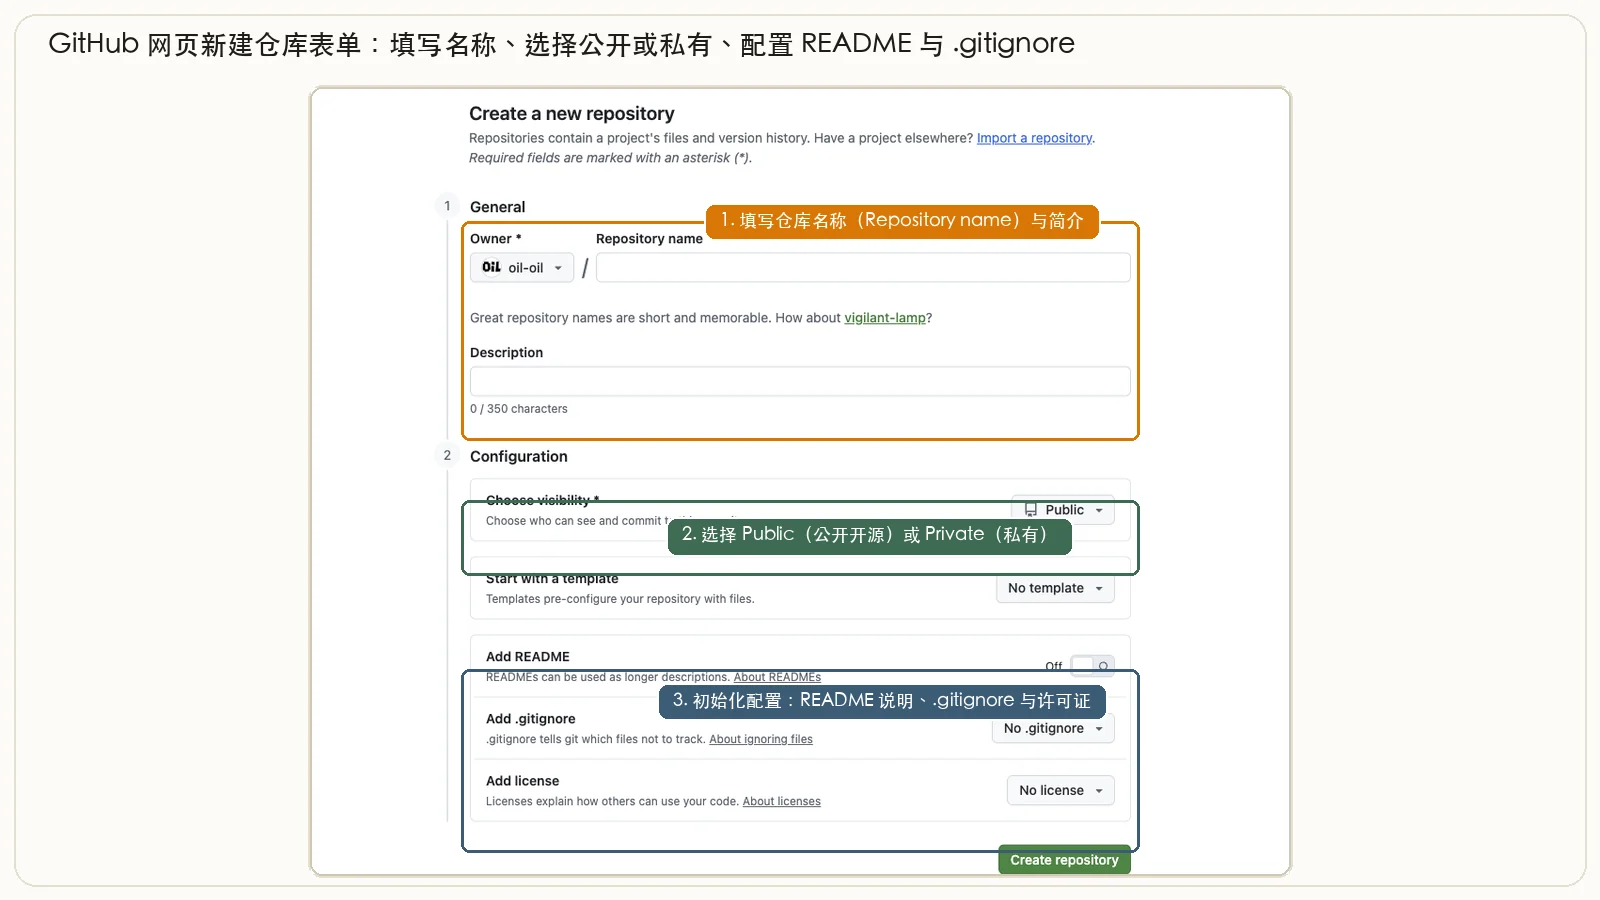 GitHub 网页新建仓库表单：填写名称、选择公开或私有、配置 README 与 .gitignore
Create a new repository
Repositories contain a project's files and version history. Have a project elsewhere? Import a repository.
Required fields are marked with an asterisk (*).
1 General
1. 填写仓库名称（Repository name）与简介
Owner * Repository name
OiL oil-oil / 
Great repository names are short and memorable. How about vigilant-lamp?
Description
0 / 350 characters
2 Configuration
Choose visibility *
Public
Choose who can see and commit
2. 选择 Public（公开开源）或 Private（私有）
Start with a template
No template
Templates pre-configure your repository with files.
Add README
Off
READMEs can be used as longer descriptions. About READMEs
3. 初始化配置：README 说明、.gitignore 与许可证
Add .gitignore
No .gitignore
.gitignore tells git which files not to track. About ignoring files
Add license
No license
Licenses explain how others can use your code. About licenses
Create repository